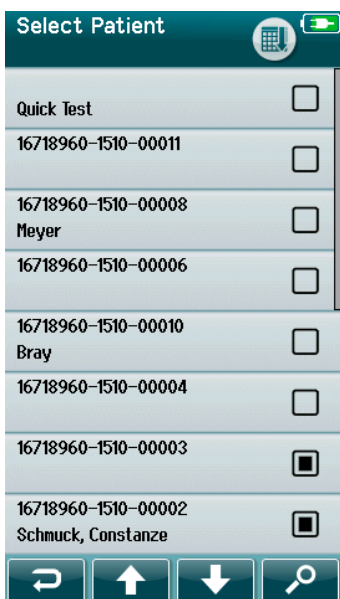 Select Patient
Quick Test
16718960-1510-00011
16718960-1510-00008
Meyer
16718960-1510-00006
16718960-1510-00010
Bray
16718960-1510-00004
16718960-1510-00003
16718960-1510-00002
Schmuck, Constanze